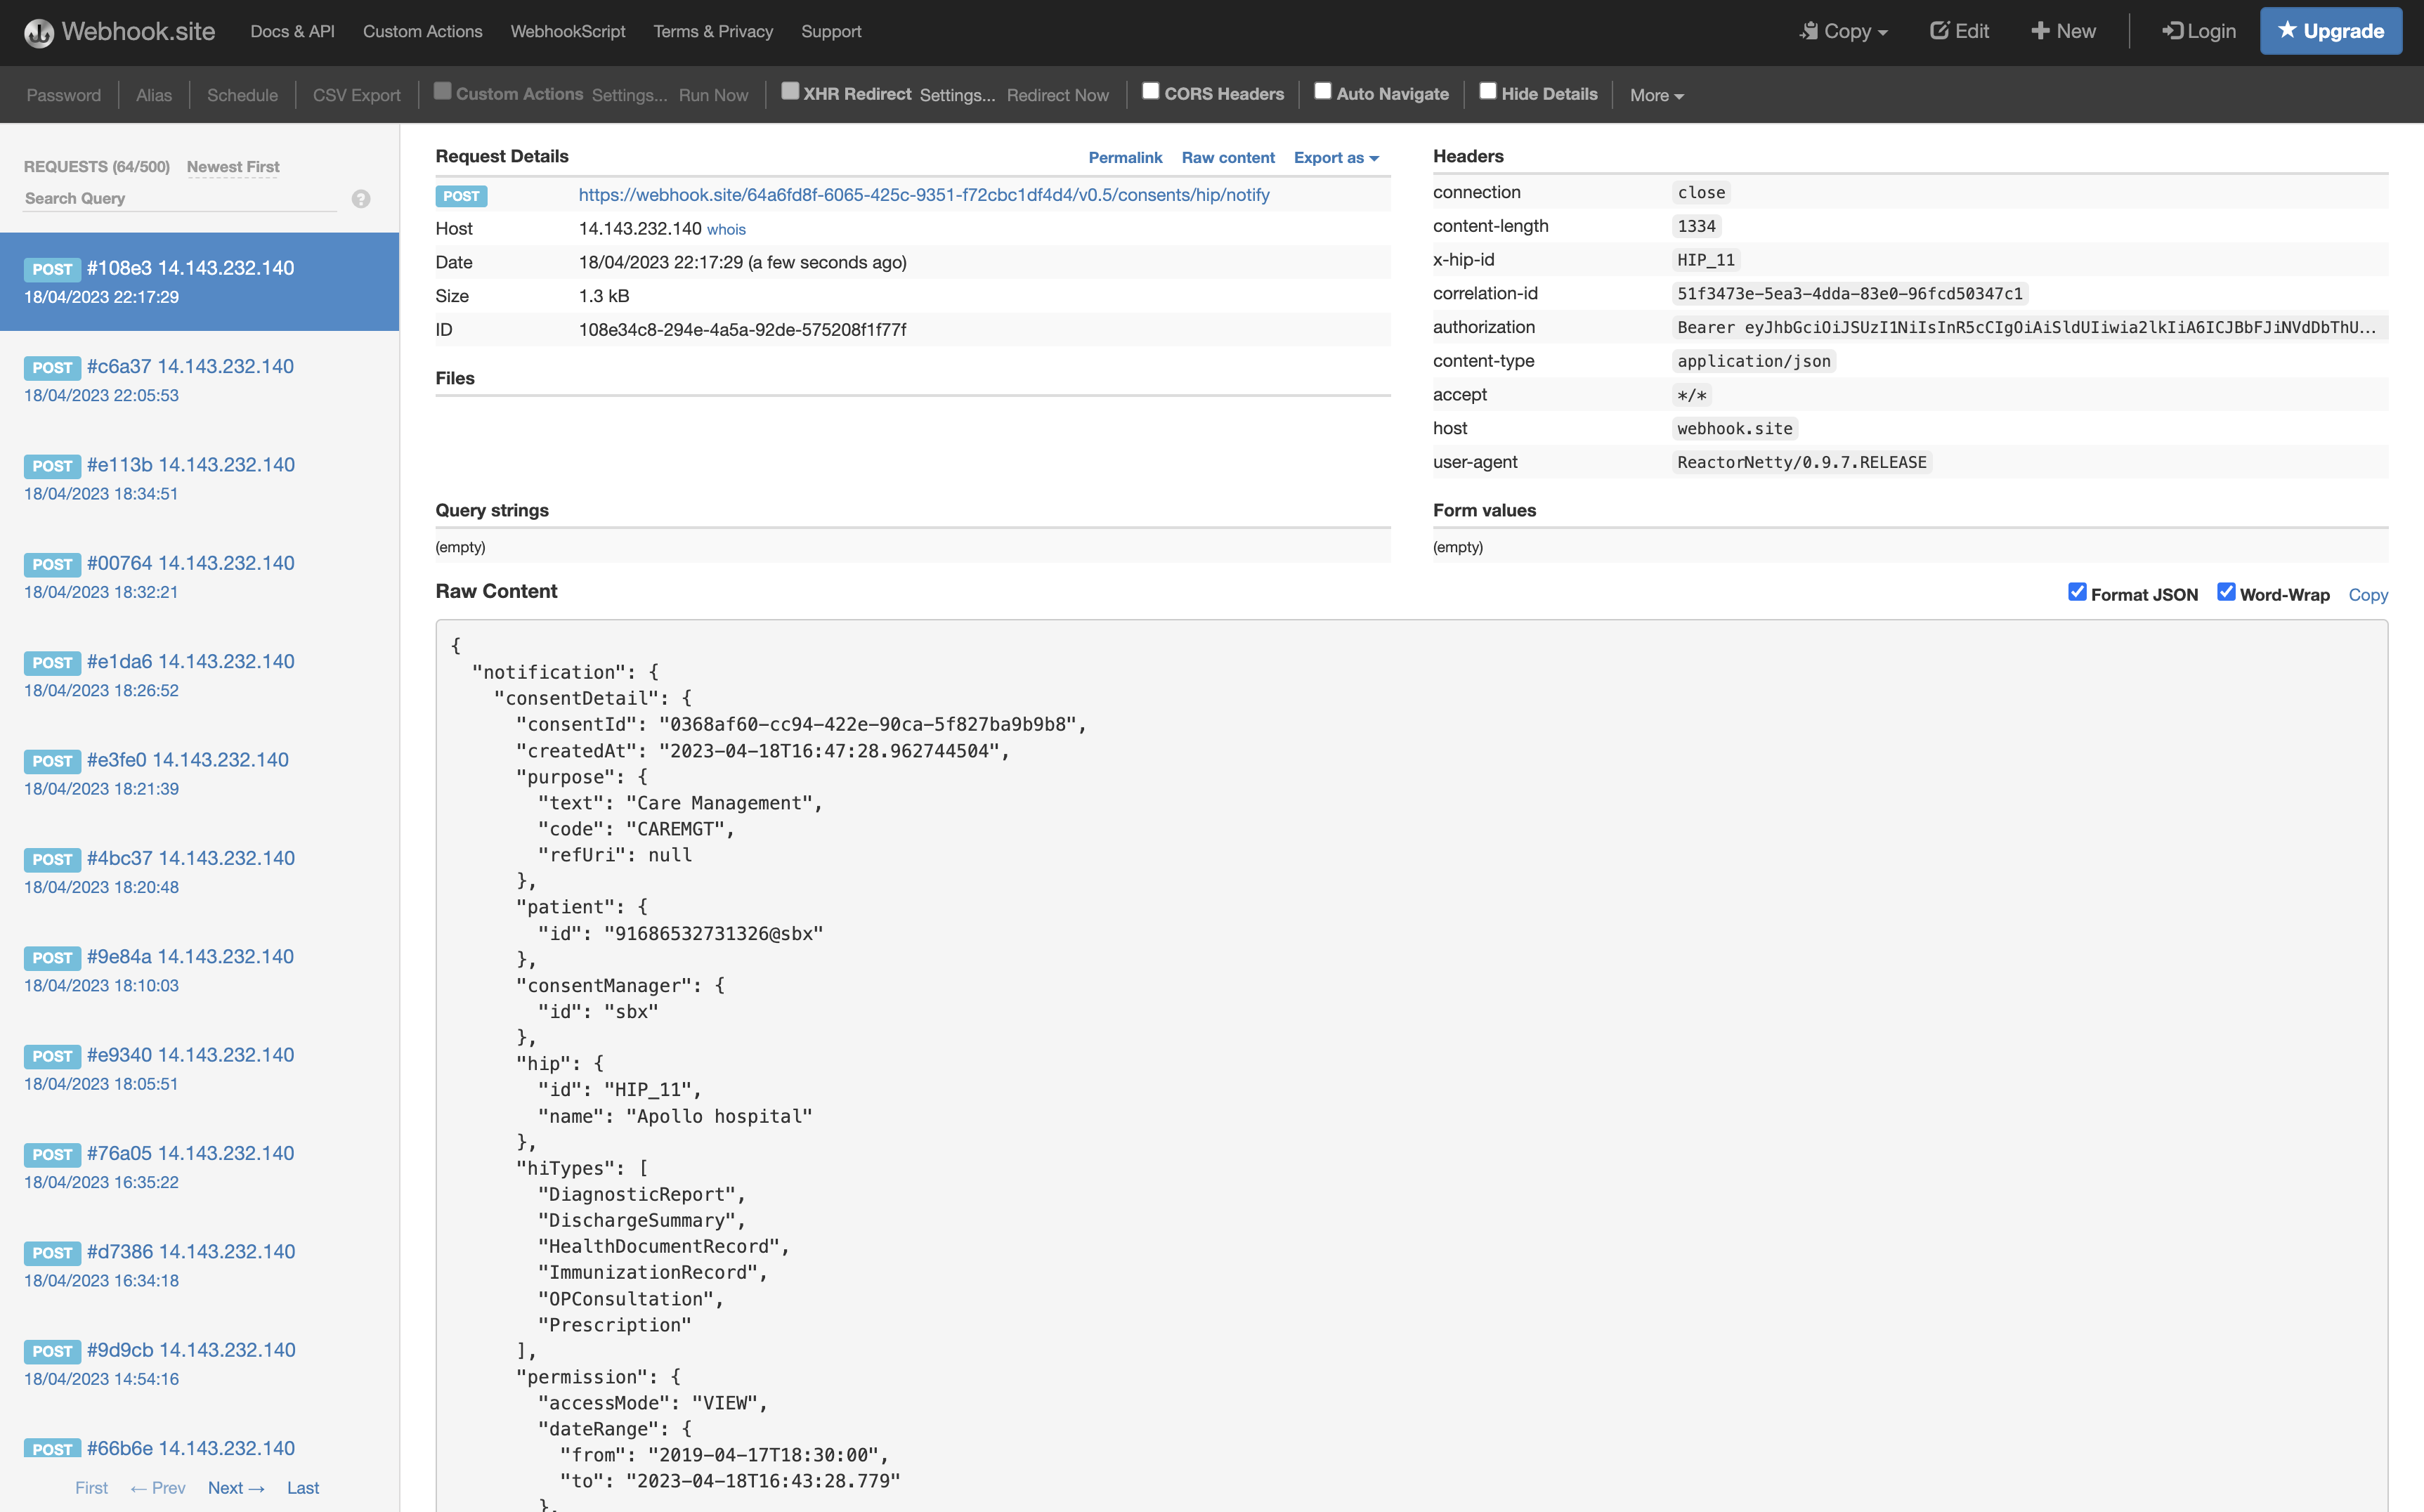 Webhook.site Docs & API Custom Actions WebhookScript Terms & Privacy Support Copy Edit New Login Upgrade
Password Alias Schedule CSV Export Custom Actions Settings... Run Now XHR Redirect Settings... Redirect Now CORS Headers Auto Navigate Hide Details More
REQUESTS (64/500) Newest First
Search Query ?
POST #108e3 14.143.232.140
18/04/2023 22:17:29
POST #c6a37 14.143.232.140
18/04/2023 22:05:53
POST #e113b 14.143.232.140
18/04/2023 18:34:51
POST #00764 14.143.232.140
18/04/2023 18:32:21
POST #e1da6 14.143.232.140
18/04/2023 18:26:52
POST #e3fe0 14.143.232.140
18/04/2023 18:21:39
POST #4bc37 14.143.232.140
18/04/2023 18:20:48
POST #9e84a 14.143.232.140
18/04/2023 18:10:03
POST #e9340 14.143.232.140
18/04/2023 18:05:51
POST #76a05 14.143.232.140
18/04/2023 16:35:22
POST #d7386 14.143.232.140
18/04/2023 16:34:18
POST #9d9cb 14.143.232.140
18/04/2023 14:54:16
POST #66b6e 14.143.232.140
First ← Prev Next → Last
Request Details Permalink Raw content Export as
POST https://webhook.site/64a6fd8f-6065-425c-9351-f72cbc1df4d4/v0.5/consents/hip/notify
Host 14.143.232.140 whois
Date 18/04/2023 22:17:29 (a few seconds ago)
Size 1.3 kB
ID 108e34c8-294e-4a5a-92de-575208f1f77f
Files
Headers
connection close
content-length 1334
x-hip-id HIP_11
correlation-id 51f3473e-5ea3-4dda-83e0-96fcd50347c1
authorization Bearer eyJhbGciOiJSUzI1NiIsInR5cCIgOiAiSldUIiwia2lkIiA6ICJBbFJiNVdDbThU...
content-type application/json
accept */*
host webhook.site
user-agent ReactorNetty/0.9.7.RELEASE
Query strings
(empty)
Form values
(empty)
Raw Content Format JSON Word-Wrap Copy
{
"notification": {
"consentDetail": {
"consentId": "0368af60-cc94-422e-90ca-5f827ba9b9b8",
"createdAt": "2023-04-18T16:47:28.962744504",
"purpose": {
"text": "Care Management",
"code": "CAREMGT",
"refUri": null
},
"patient": {
"id": "91686532731326@sbx"
},
"consentManager": {
"id": "sbx"
},
"hip": {
"id": "HIP_11",
"name": "Apollo hospital"
},
"hiTypes": [
"DiagnosticReport",
"DischargeSummary",
"HealthDocumentRecord",
"ImmunizationRecord",
"OPConsultation",
"Prescription"
],
"permission": {
"accessMode": "VIEW",
"dateRange": {
"from": "2019-04-17T18:30:00",
"to": "2023-04-18T16:43:28.779"
},